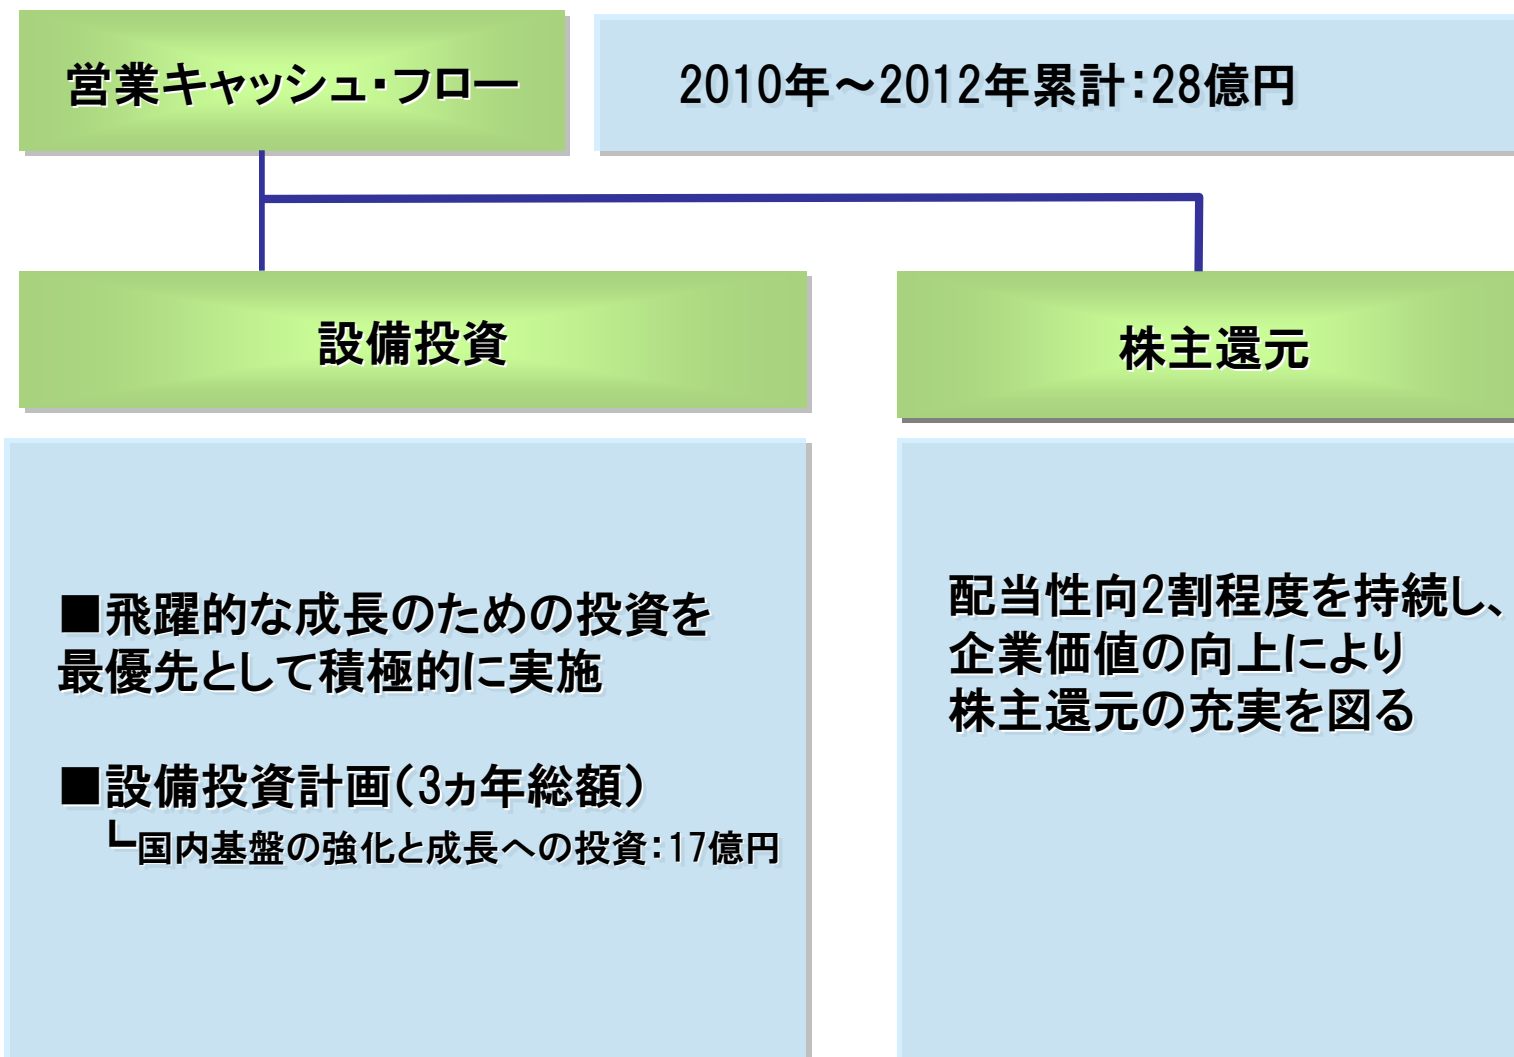 営業キャッシュ・フロー
2010年～2012年累計：28億円
設備投資
■飛躍的な成長のための投資を
最優先として積極的に実施
■設備投資計画（3ヵ年総額）
┗国内基盤の強化と成長への投資：17億円
株主還元
配当性向2割程度を持続し、
企業価値の向上により
株主還元の充実を図る